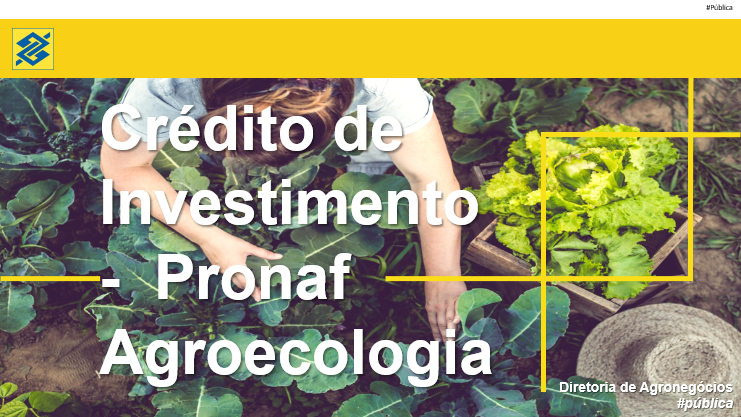 #Pública
Crédito de
Investimento
- Pronaf
Agroecologia
Diretoria de Agronegócios
#pública